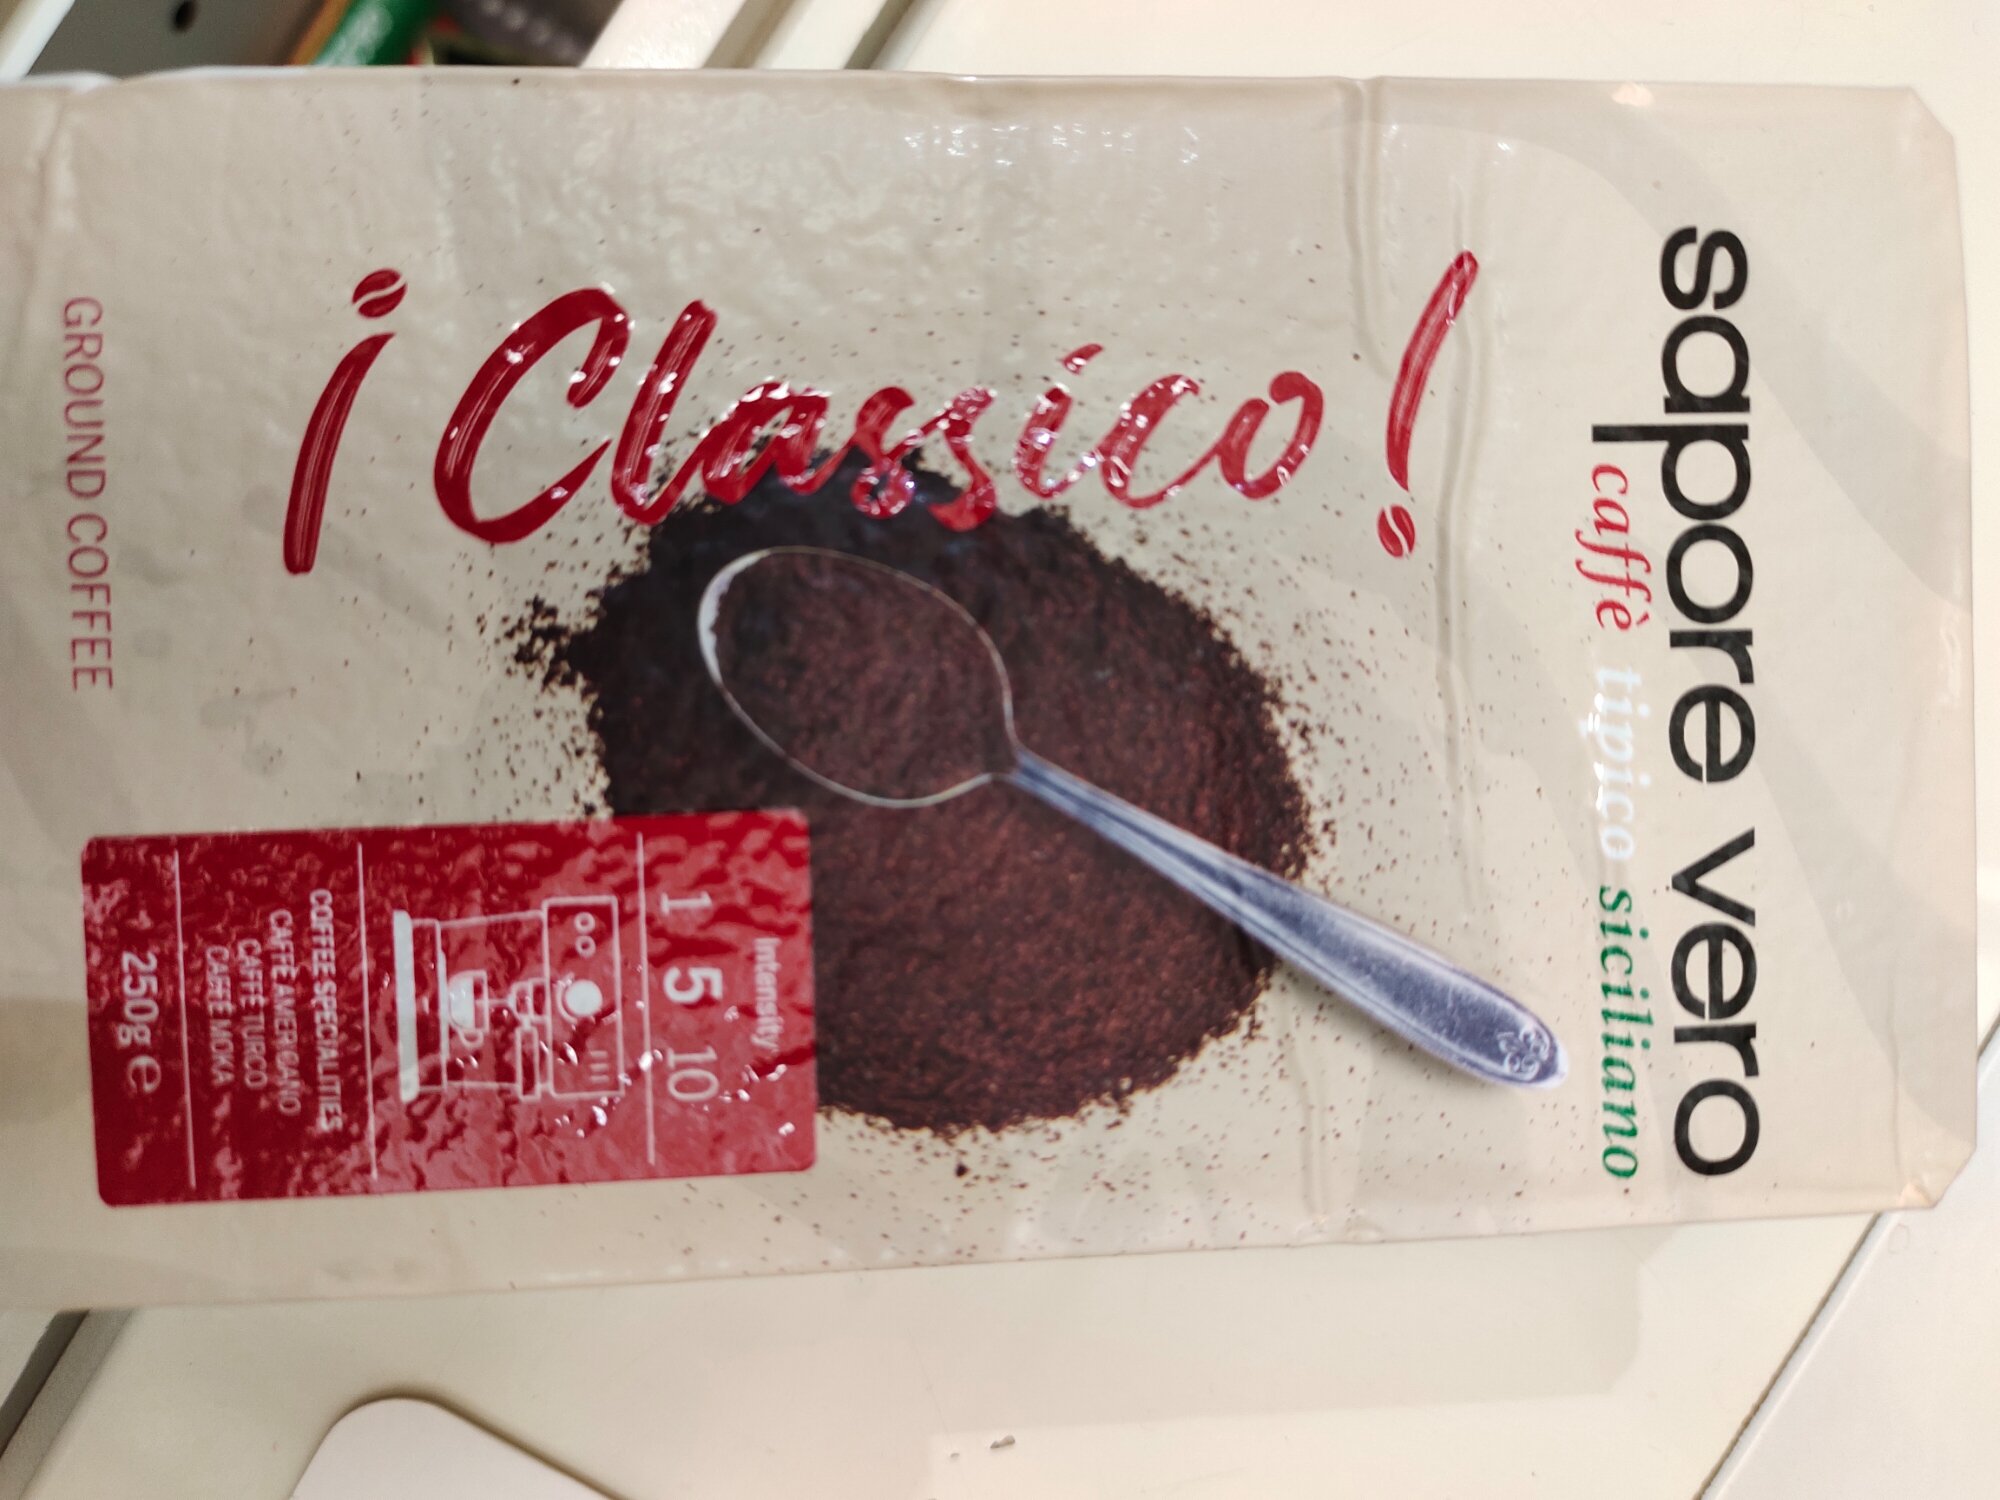 sapore vero
caffè tipico siciliano
¡Classico!
Intensity
1 5 10
COFFEE SPECIALITIES
CAFFÈ AMERICANO
CAFFÈ TURCO
CAFFÈ MOKA
250g e
GROUND COFFEE